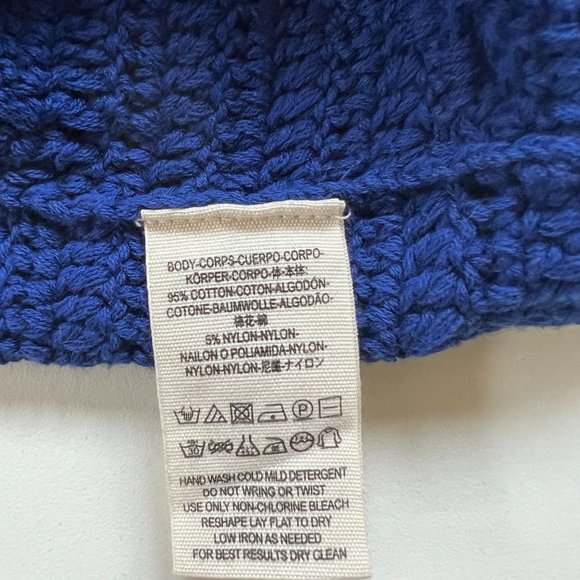 BODY-CORPS-CUERPO-CORPO-
KÖRPER-CORPO-体-本体:
95% COTTON-COTON-ALGODÓN-
COTONE-BAUMWOLLE-ALGODÃO-
棉花-綿
5% NYLON-NYLON-
NAILON O POLIAMIDA-NYLON-
NYLON-NYLON-尼龍-ナイロン
HAND WASH COLD MILD DETERGENT
DO NOT WRING OR TWIST
USE ONLY NON-CHLORINE BLEACH
RESHAPE LAY FLAT TO DRY
LOW IRON AS NEEDED
FOR BEST RESULTS DRY CLEAN